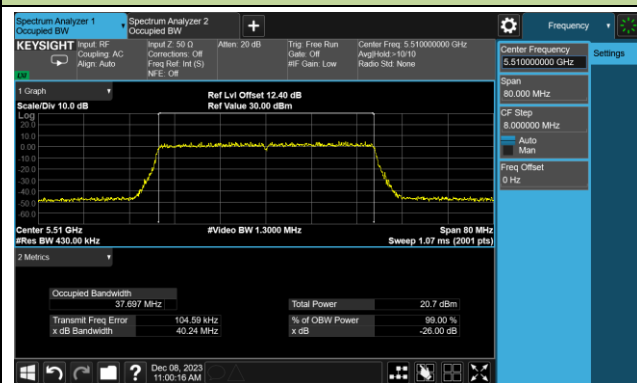 Spectrum Analyzer 1
Occupied BW
Spectrum Analyzer 2
Occupied BW
Frequency
KEYSIGHT
Input: RF
Coupling: AC
Align: Auto
Input Z: 50 Ω
Corrections: Off
Freq Ref: Int (S)
NFE: Off
Atten: 20 dB
Trig: Free Run
Gate: Off
#IF Gain: Low
Center Freq: 5.510000000 GHz
Avg|Hold:>10/10
Radio Std: None
Center Frequency
5.510000000 GHz
Settings
Span
80.000 MHz
CF Step
8.000000 MHz
Auto
Man
Freq Offset
0 Hz
1 Graph
Scale/Div 10.0 dB
Ref Lvl Offset 12.40 dB
Ref Value 30.00 dBm
Log
20.0
10.0
0.00
-10.0
-20.0
-30.0
-40.0
-50.0
-60.0
Center 5.51 GHz
#Res BW 430.00 kHz
#Video BW 1.3000 MHz
Span 80 MHz
Sweep 1.07 ms (2001 pts)
2 Metrics
Occupied Bandwidth
37.697 MHz
Total Power 20.7 dBm
Transmit Freq Error 104.59 kHz
% of OBW Power 99.00 %
x dB Bandwidth 40.24 MHz
x dB -26.00 dB
Dec 08, 2023
11:00:16 AM